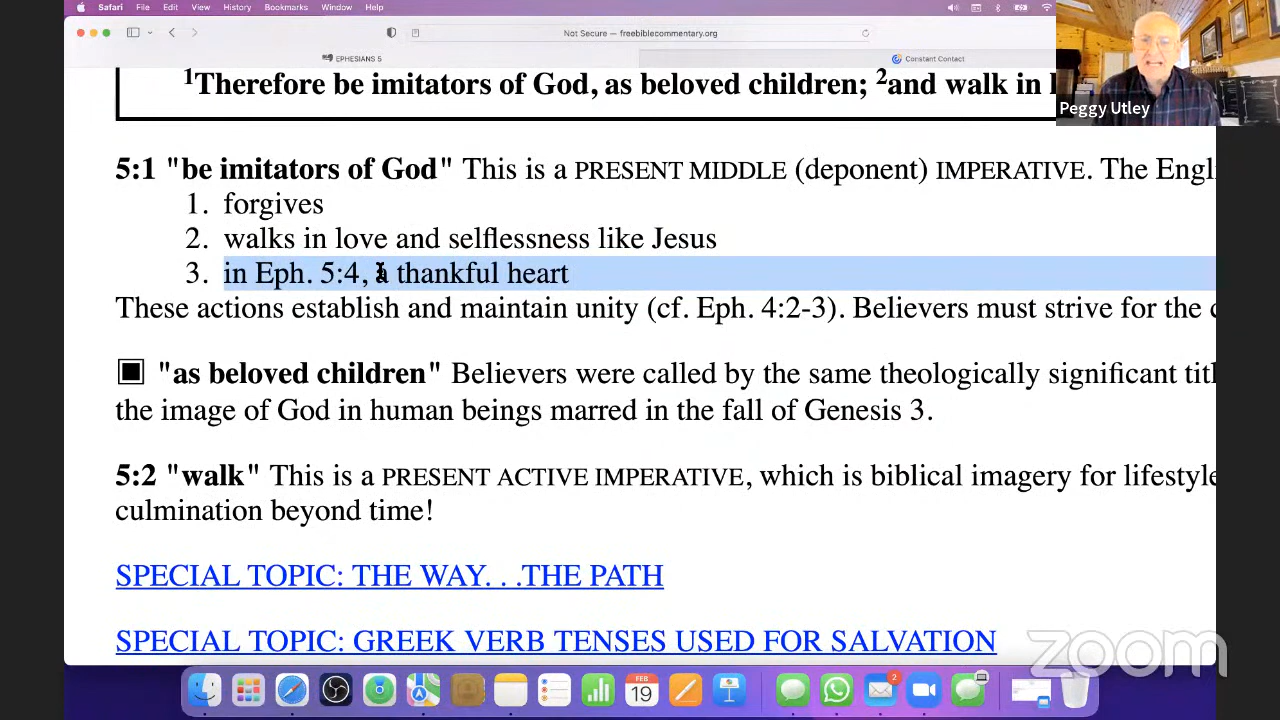 Safari File Edit View History Bookmarks Window Help
Not Secure — freebiblecommentary.org
EPHESIANS 5
Constant Contact
1Therefore be imitators of God, as beloved children; 2and walk in l
Peggy Utley
5:1 "be imitators of God" This is a PRESENT MIDDLE (deponent) IMPERATIVE. The Engl
1. forgives
2. walks in love and selflessness like Jesus
3. in Eph. 5:4, a thankful heart
These actions establish and maintain unity (cf. Eph. 4:2-3). Believers must strive for the c
"as beloved children" Believers were called by the same theologically significant titl
the image of God in human beings marred in the fall of Genesis 3.
5:2 "walk" This is a PRESENT ACTIVE IMPERATIVE, which is biblical imagery for lifestyle
culmination beyond time!
SPECIAL TOPIC: THE WAY. . .THE PATH
SPECIAL TOPIC: GREEK VERB TENSES USED FOR SALVATION
zoom
FEB
19
2